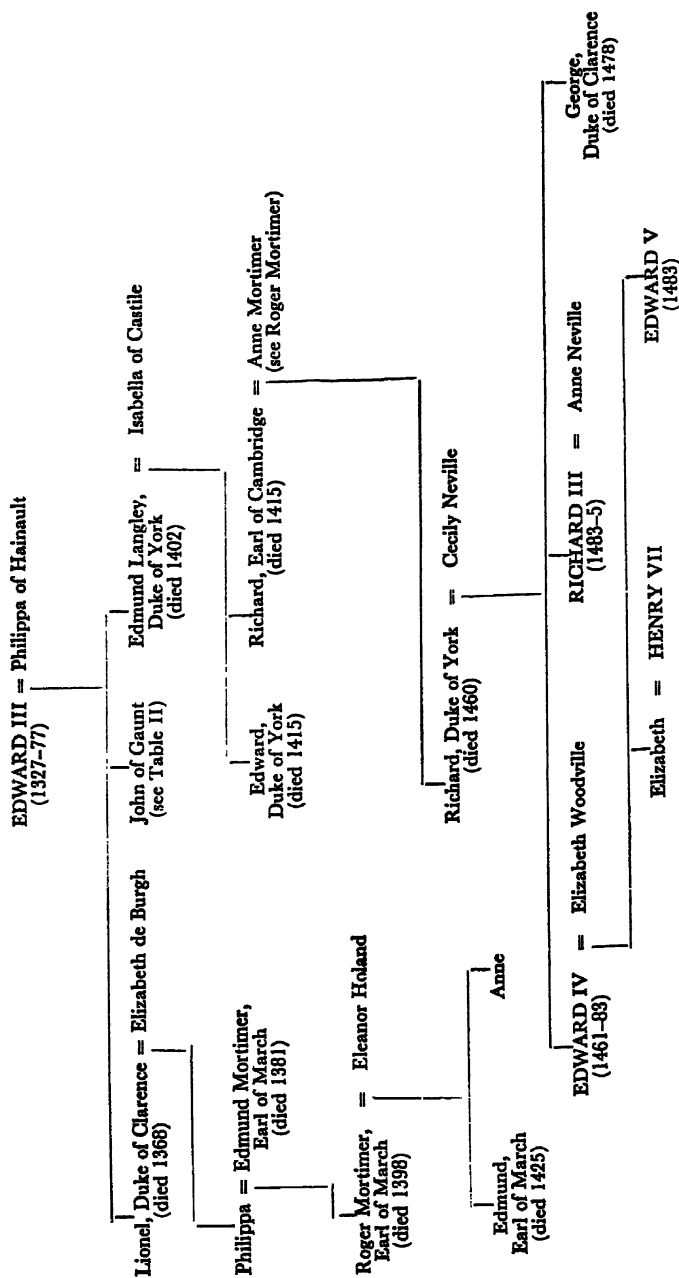 EDWARD III = Philippa of Hainault
(1327–77)
Lionel, Duke of Clarence = Elizabeth de Burgh
(died 1368)
John of Gaunt
(see Table II)
Edmund Langley,
Duke of York
(died 1402)
= Isabella of Castile
Philippa = Edmund Mortimer,
Earl of March
(died 1381)
Edward,
Duke of York
(died 1415)
Richard, Earl of Cambridge
(died 1415)
= Anne Mortimer
(see Roger Mortimer)
Roger Mortimer,
Earl of March
(died 1398)
= Eleanor Holand
Richard, Duke of York
(died 1460)
= Cecily Neville
Edmund,
Earl of March
(died 1425)
Anne
EDWARD IV
(1461–83)
= Elizabeth Woodville
RICHARD III
(1483–5)
= Anne Neville
George,
Duke of Clarence
(died 1478)
Elizabeth = HENRY VII
EDWARD V
(1483)